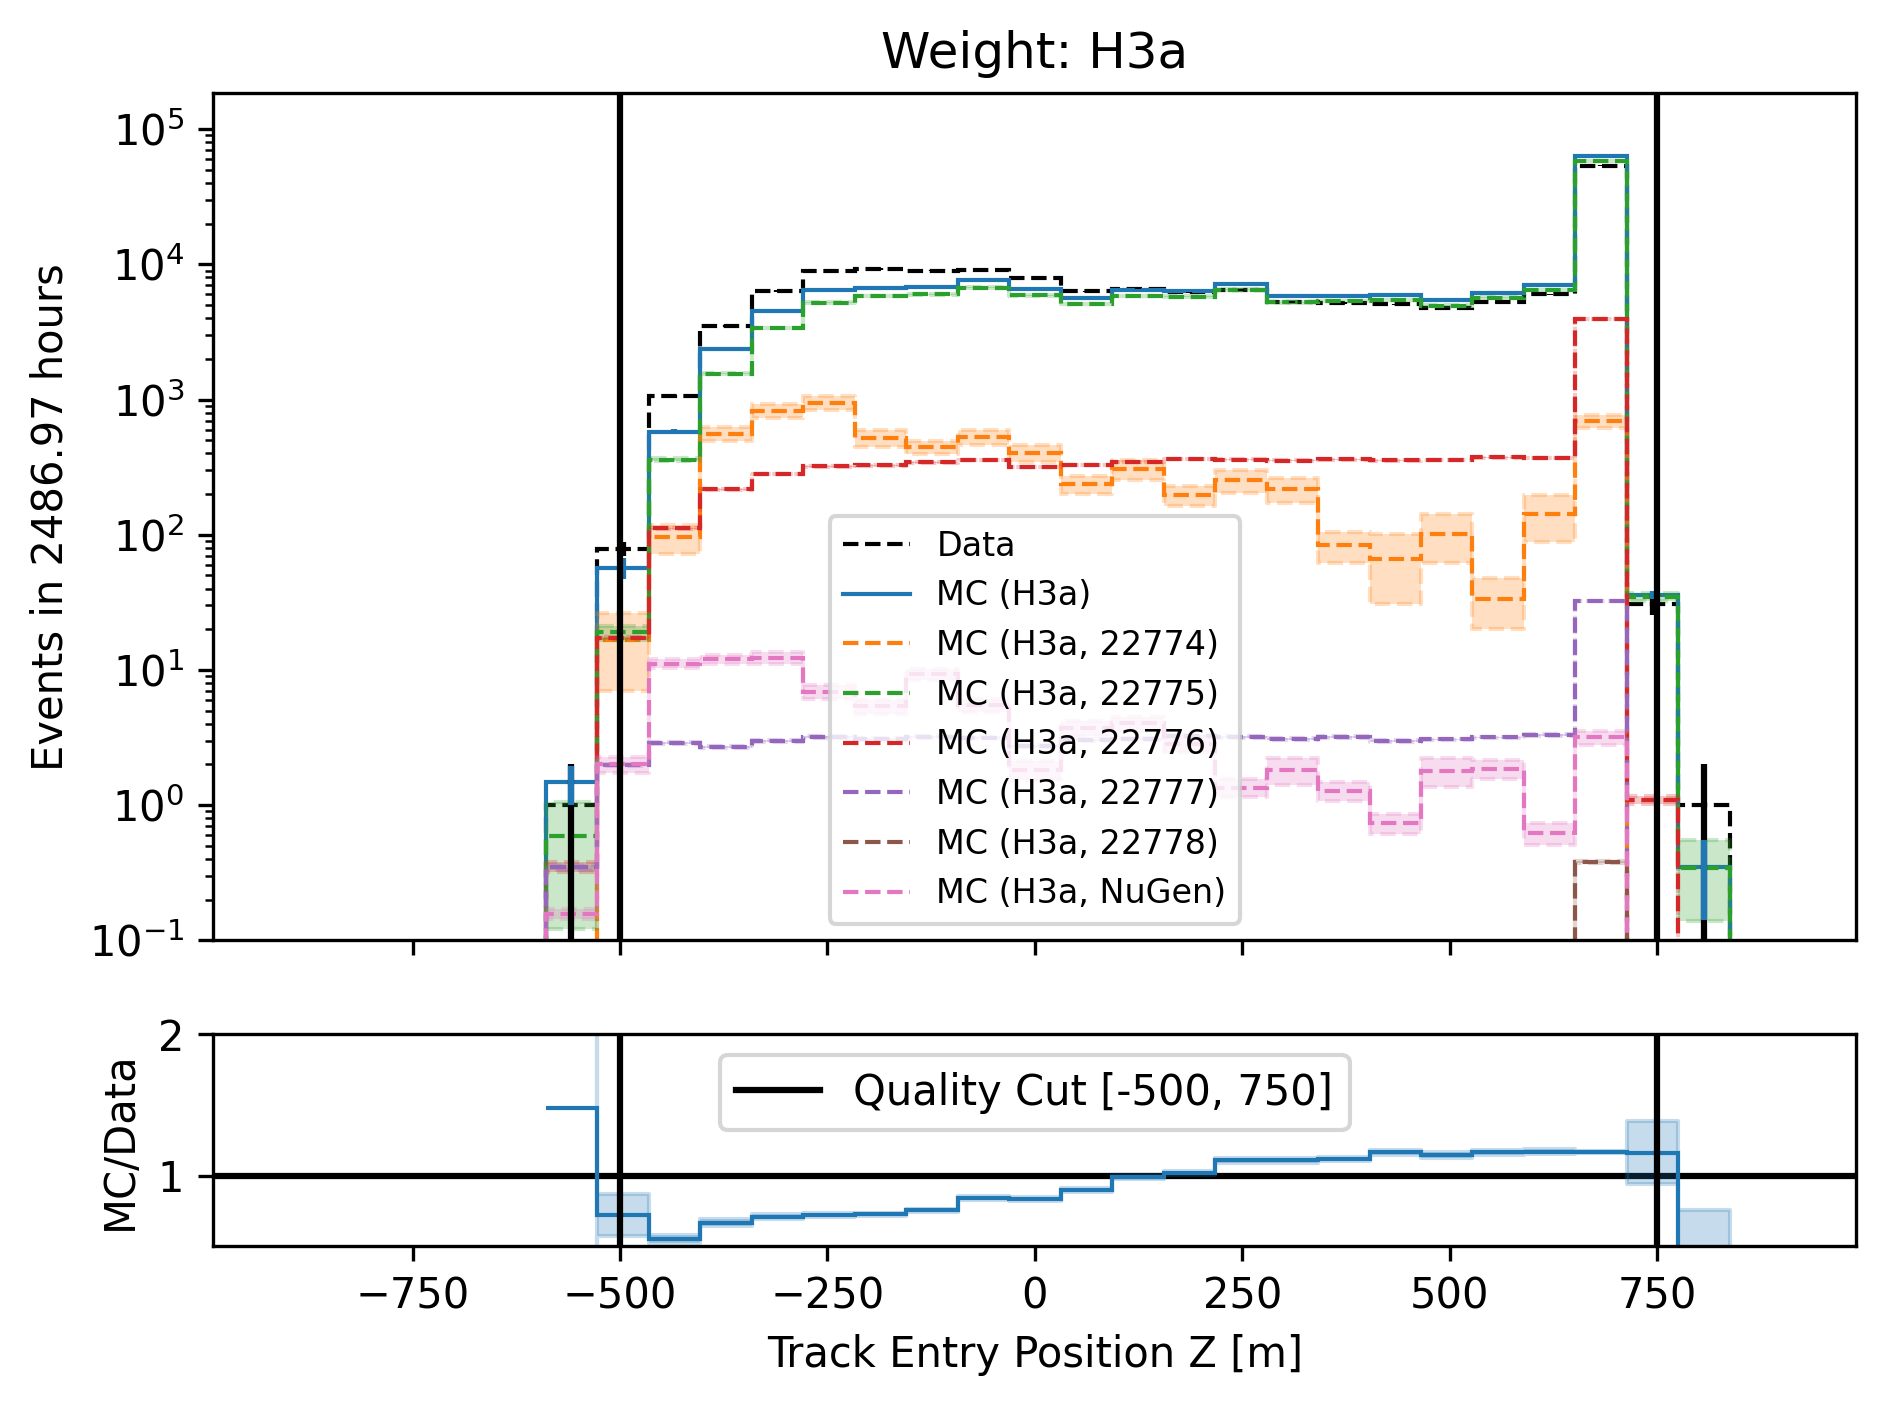 Weight: H3a
Events in 2486.97 hours
10⁵
10⁴
10³
10²
10¹
10⁰
10⁻¹
Data
MC (H3a)
MC (H3a, 22774)
MC (H3a, 22775)
MC (H3a, 22776)
MC (H3a, 22777)
MC (H3a, 22778)
MC (H3a, NuGen)
MC/Data
2
1
Quality Cut [-500, 750]
−750 −500 −250 0 250 500 750
Track Entry Position Z [m]